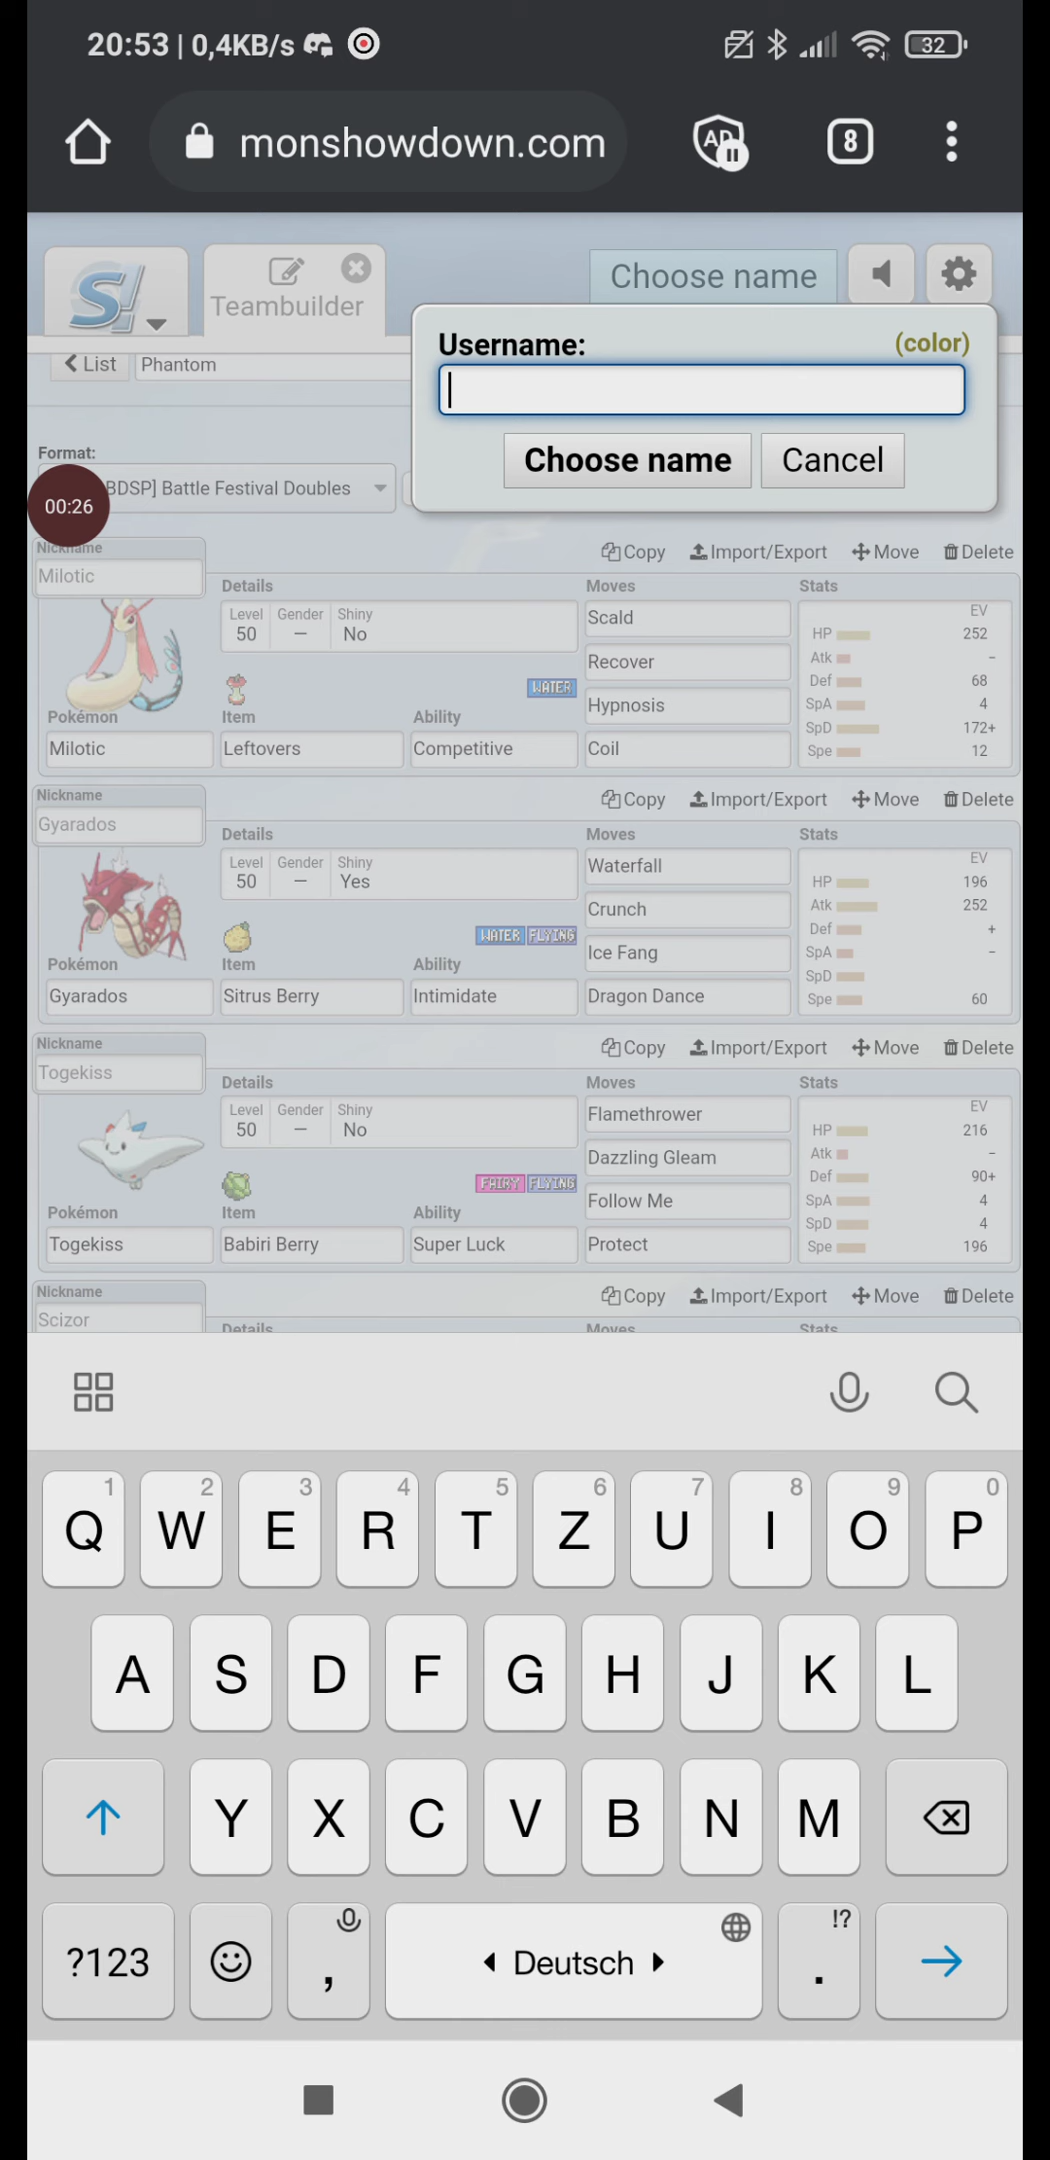 20:53 | 0,4KB/s 32
monshowdown.com AD 8
S! Teambuilder Choose name
Username: (color)
List Phantom
Choose name Cancel
Format:
BDSP] Battle Festival Doubles
00:26
Nickname Copy Import/Export Move Delete
Milotic Details Moves Stats
Level Gender Shiny Scald EV
50 – No HP 252
Recover Atk –
Def 68
WATER Hypnosis SpA 4
Pokémon Item Ability SpD 172+
Milotic Leftovers Competitive Coil Spe 12
Nickname Copy Import/Export Move Delete
Gyarados Details Moves Stats
Level Gender Shiny Waterfall EV
50 – Yes HP 196
Crunch Atk 252
Def +
WATER FLYING Ice Fang SpA –
Pokémon Item Ability SpD
Gyarados Sitrus Berry Intimidate Dragon Dance Spe 60
Nickname Copy Import/Export Move Delete
Togekiss Details Moves Stats
Level Gender Shiny Flamethrower EV
50 – No HP 216
Dazzling Gleam Atk –
Def 90+
FAIRY FLYING Follow Me SpA 4
Pokémon Item Ability SpD 4
Togekiss Babiri Berry Super Luck Protect Spe 196
Nickname Copy Import/Export Move Delete
Scizor Details Moves Stats
1 2 3 4 5 6 7 8 9 0
Q W E R T Z U I O P
A S D F G H J K L
Y X C V B N M
?123 , Deutsch . !?